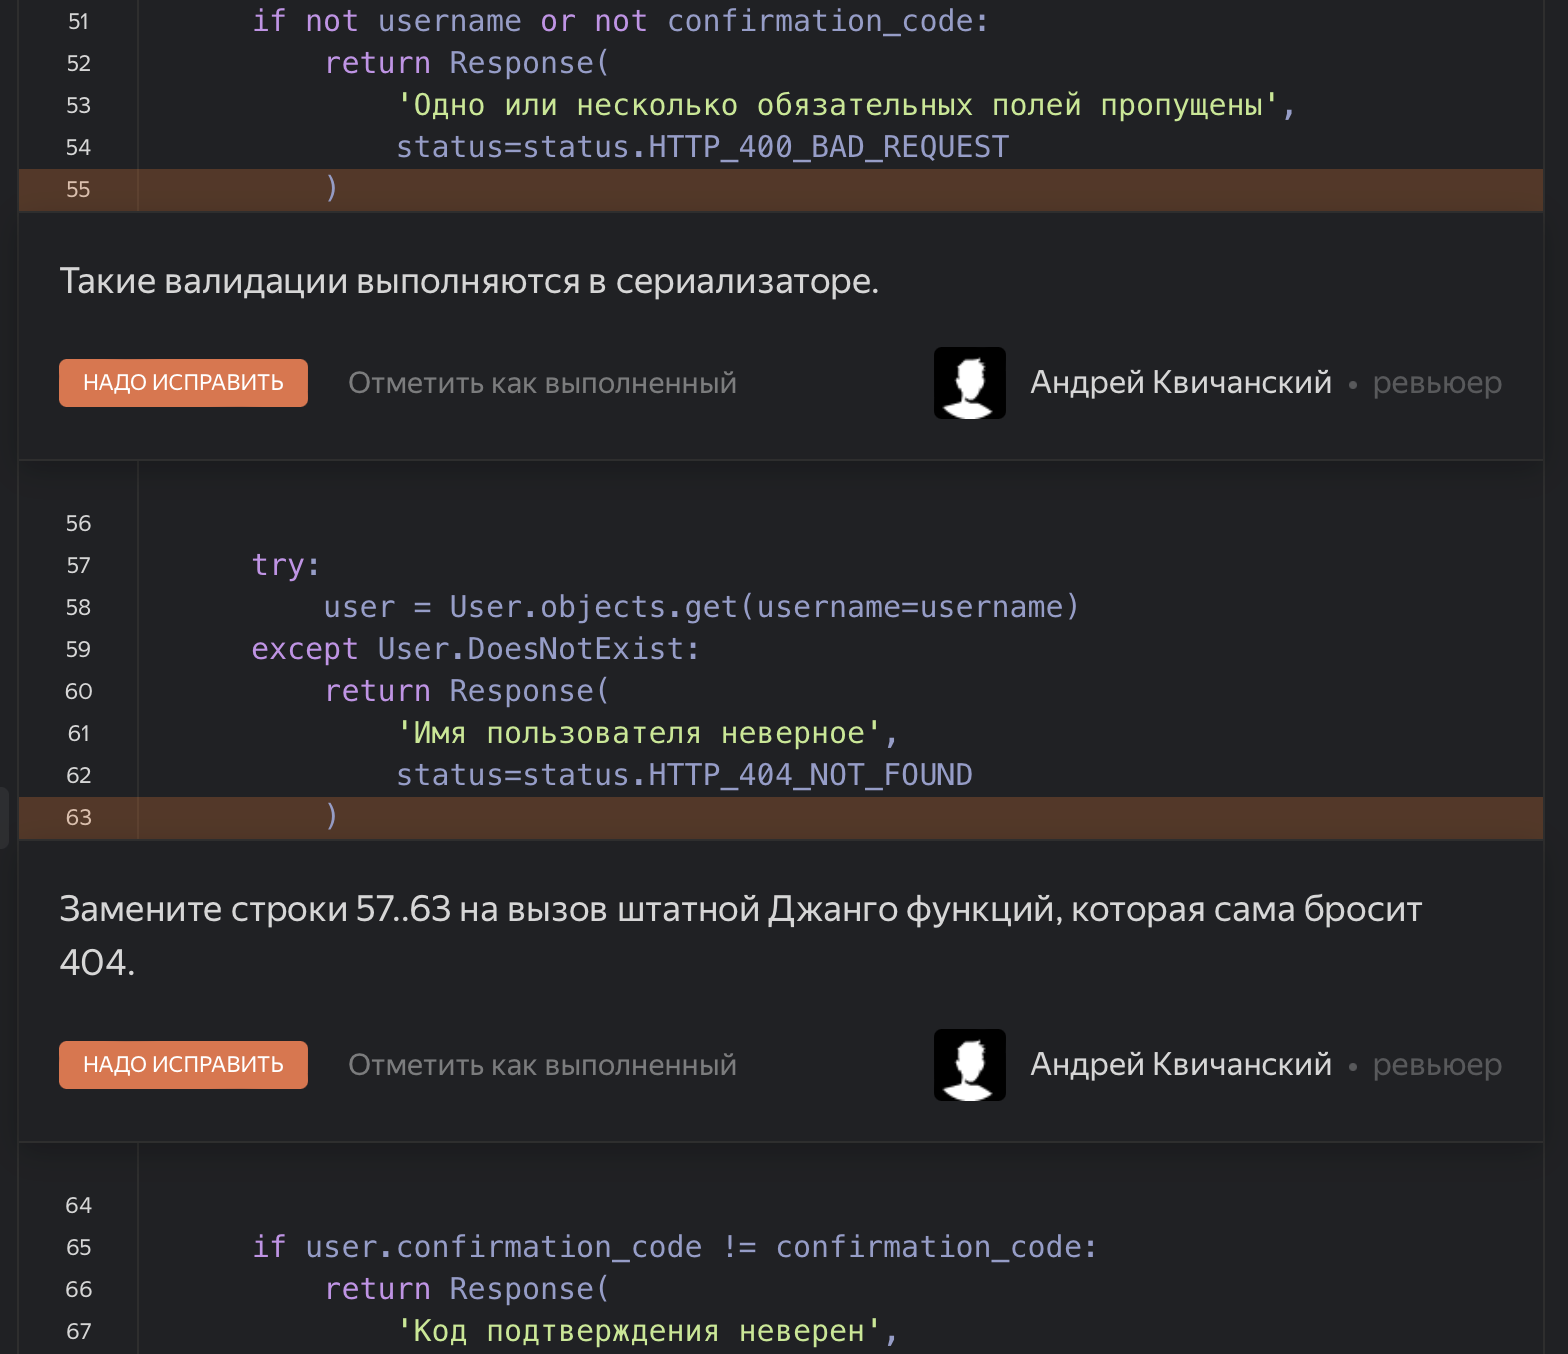 51 if not username or not confirmation_code:
52 return Response(
53 'Одно или несколько обязательных полей пропущены',
54 status=status.HTTP_400_BAD_REQUEST
55 )
Такие валидации выполняются в сериализаторе.
НАДО ИСПРАВИТЬ Отметить как выполненный Андрей Квичанский • ревьюер
56
57 try:
58 user = User.objects.get(username=username)
59 except User.DoesNotExist:
60 return Response(
61 'Имя пользователя неверное',
62 status=status.HTTP_404_NOT_FOUND
63 )
Замените строки 57..63 на вызов штатной Джанго функций, которая сама бросит
404.
НАДО ИСПРАВИТЬ Отметить как выполненный Андрей Квичанский • ревьюер
64
65 if user.confirmation_code != confirmation_code:
66 return Response(
67 'Код подтверждения неверен',